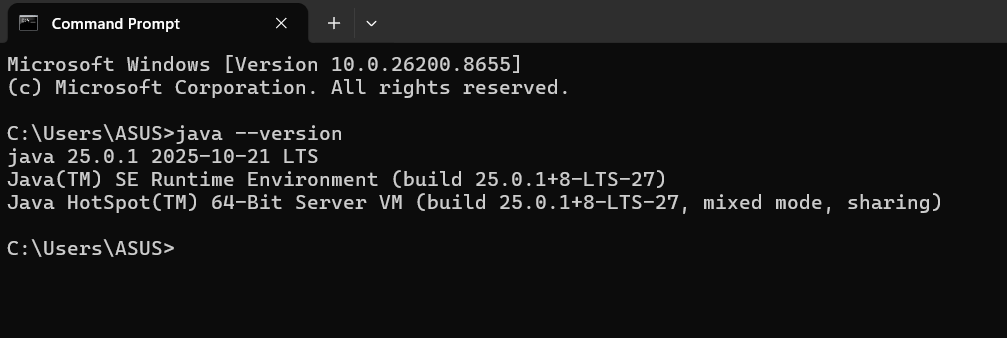 Command Prompt
Microsoft Windows [Version 10.0.26200.8655]
(c) Microsoft Corporation. All rights reserved.
C:\Users\ASUS>java --version
java 25.0.1 2025-10-21 LTS
Java(TM) SE Runtime Environment (build 25.0.1+8-LTS-27)
Java HotSpot(TM) 64-Bit Server VM (build 25.0.1+8-LTS-27, mixed mode, sharing)
C:\Users\ASUS>